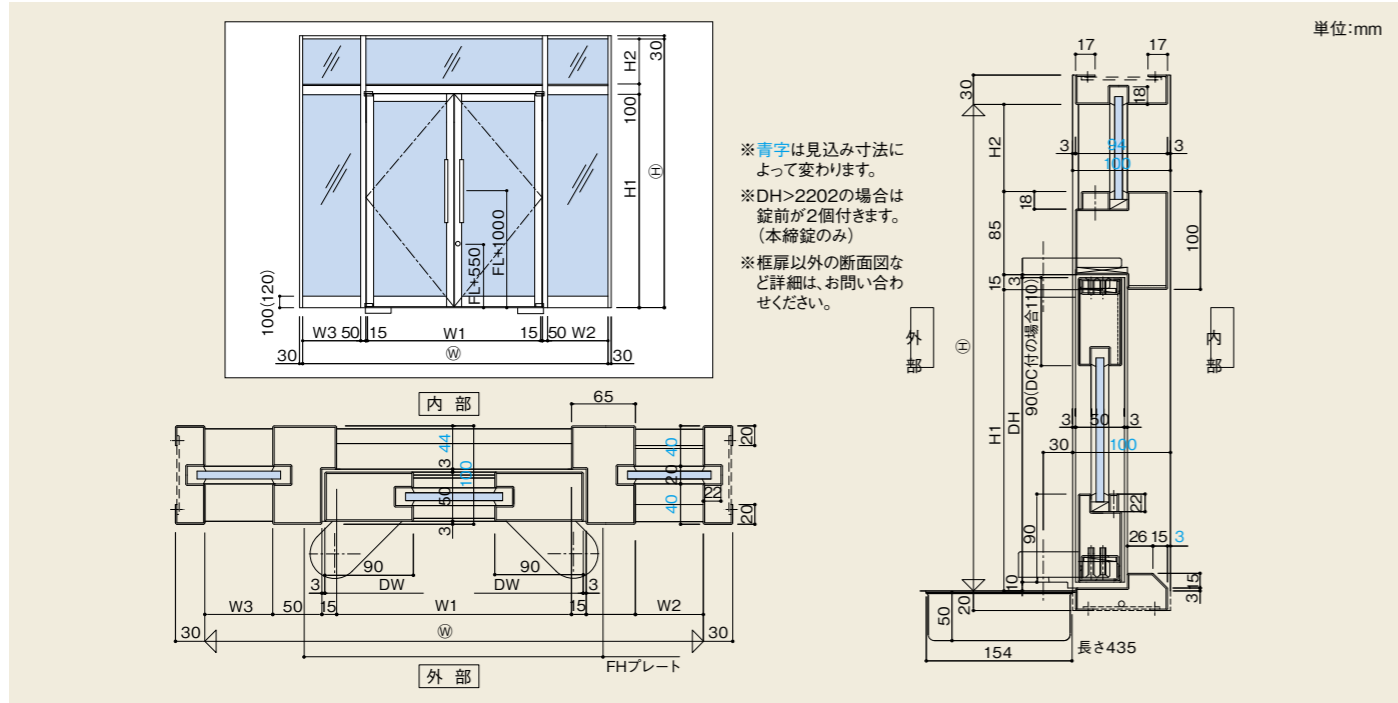 単位:mm
30
H2
100
H1
Ⓗ
FL+1000
FL+550
100(120)
W3 50 15 W1 15 50 W2
30 Ⓦ 30
※青字は見込み寸法に
よって変わります。
※DH>2202の場合は
錠前が2個付きます。
(本締錠のみ)
※框扉以外の断面図な
ど詳細は、お問い合わ
せください。
内 部
65
44
3
100
50
3
40
20
40
22
20
20
90 90
3 DW DW 3
W3 50 15 W1 15 W2
30 Ⓦ 30
FHプレート
外 部
17 17
30
18
H2
3 94 3
100
18
85
100
15
3
90(DC付の場合110)
外部
内部
Ⓗ
H1
DH
3 50 3
30 100
22
90
26 15 3
10
15
3
20
50
154
長さ435